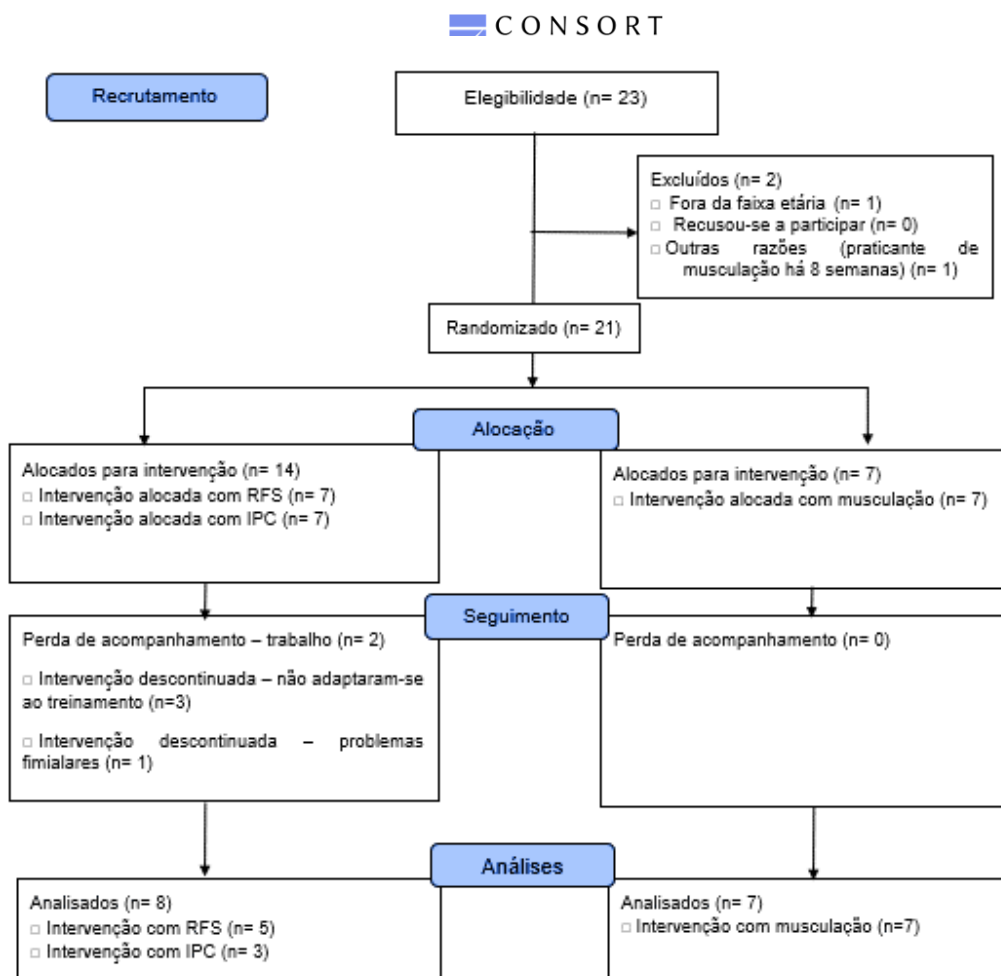 CONSORT
Recrutamento
Elegibilidade (n= 23)
Excluídos (n= 2)
□ Fora da faixa etária (n= 1)
□ Recusou-se a participar (n= 0)
□ Outras razões (praticante de
musculação há 8 semanas) (n= 1)
Randomizado (n= 21)
Alocação
Alocados para intervenção (n= 14)
□ Intervenção alocada com RFS (n= 7)
□ Intervenção alocada com IPC (n= 7)
Alocados para intervenção (n= 7)
□ Intervenção alocada com musculação (n= 7)
Seguimento
Perda de acompanhamento – trabalho (n= 2)
□ Intervenção descontinuada – não adaptaram-se
ao treinamento (n=3)
□ Intervenção descontinuada – problemas
fimialares (n= 1)
Perda de acompanhamento (n= 0)
Análises
Analisados (n= 8)
□ Intervenção com RFS (n= 5)
□ Intervenção com IPC (n= 3)
Analisados (n= 7)
□ Intervenção com musculação (n=7)